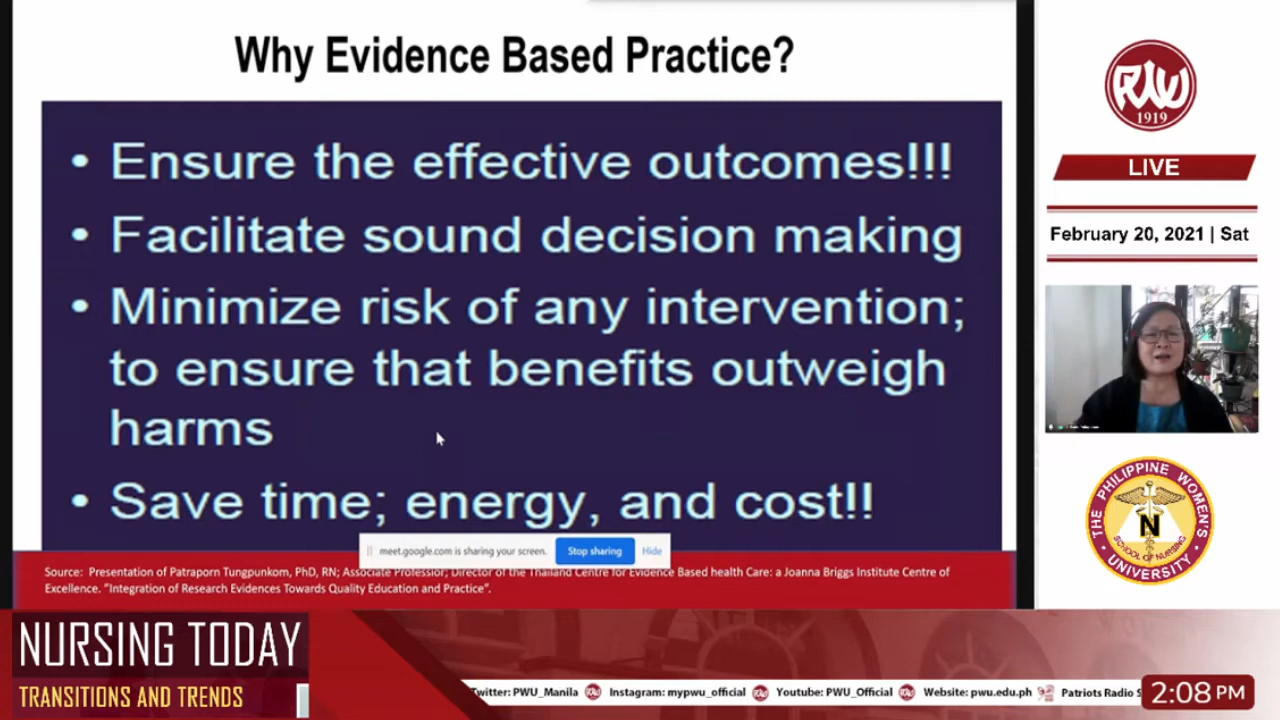 Why Evidence Based Practice?
• Ensure the effective outcomes!!!
• Facilitate sound decision making
• Minimize risk of any intervention;
to ensure that benefits outweigh
harms
• Save time; energy, and cost!!
meet.google.com is sharing your screen. Stop sharing Hide
Source: Presentation of Patraporn Tungpunkom, PhD, RN; Associate Professor; Director of the Thailand Centre for Evidence Based health Care: a Joanna Briggs Institute Centre of
Excellence. "Integration of Research Evidences Towards Quality Education and Practice".
PWU
1919
LIVE
February 20, 2021 | Sat
THE PHILIPPINE WOMEN'S
UNIVERSITY
N
SCHOOL OF NURSING
NURSING TODAY
TRANSITIONS AND TRENDS
Twitter: PWU_Manila Instagram: mypwu_official Youtube: PWU_Official Website: pwu.edu.ph Patriots Radio S
2:08 PM